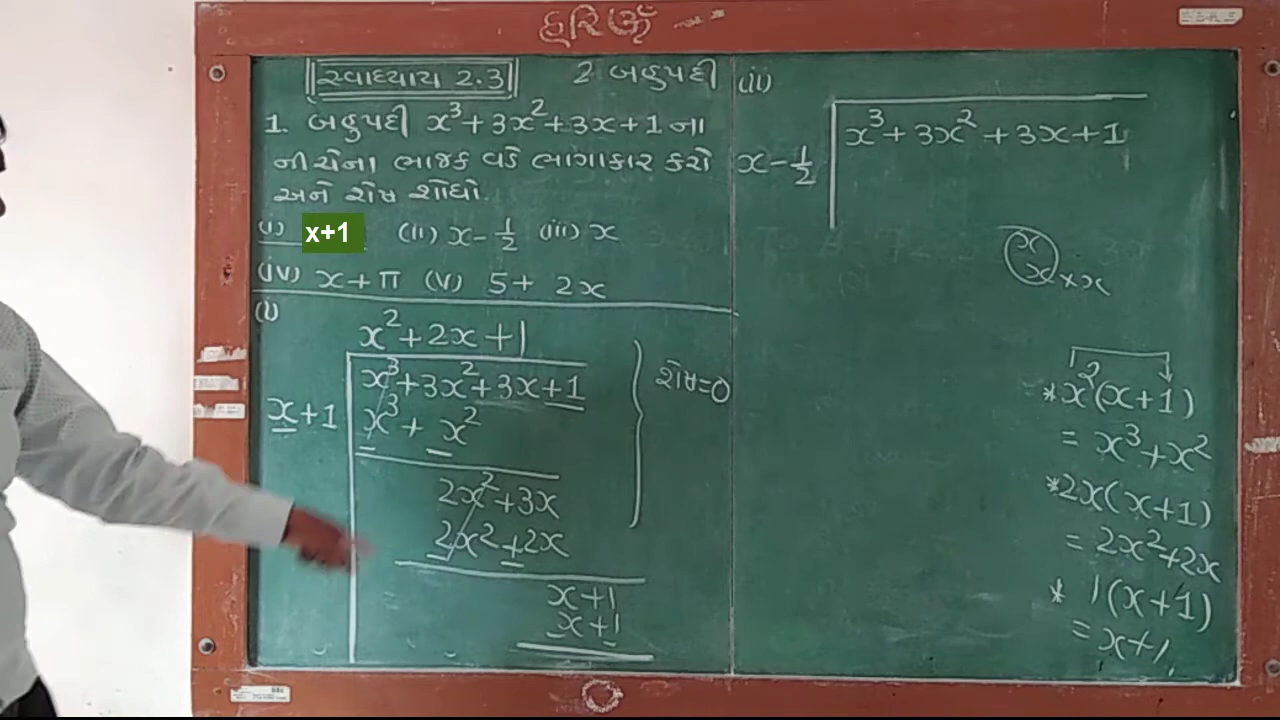 હરિૐ
સ્વાધ્યાય 2.3 2 બહુપદી
1. બહુપદી x³+3x²+3x+1 ના
નીચેના ભાજક વડે ભાગાકાર કરો
અને શેષ શોધો.
(i) x+1 (ii) x-1/2 (iii) x
(iv) x+π (v) 5+ 2x
(i)
x²+2x+1
x³+3x²+3x+1
x+1
x³+x²
2x²+3x
2x²+2x
x+1
x+1
શેષ=0
(ii)
x³+3x²+3x+1
x-1/2
x
x×x
*x²(x+1)
=x³+x²
*2x(x+1)
=2x²+2x
* 1(x+1)
=x+1